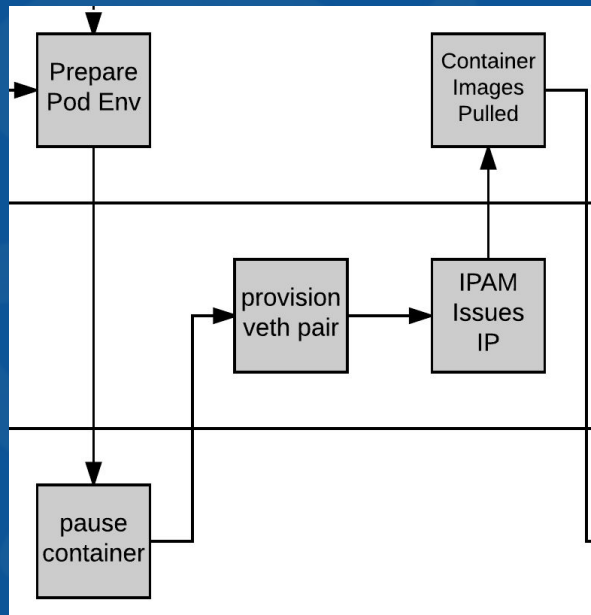 Prepare
Pod Env
Container
Images
Pulled
provision
veth pair
IPAM
Issues
IP
pause
container